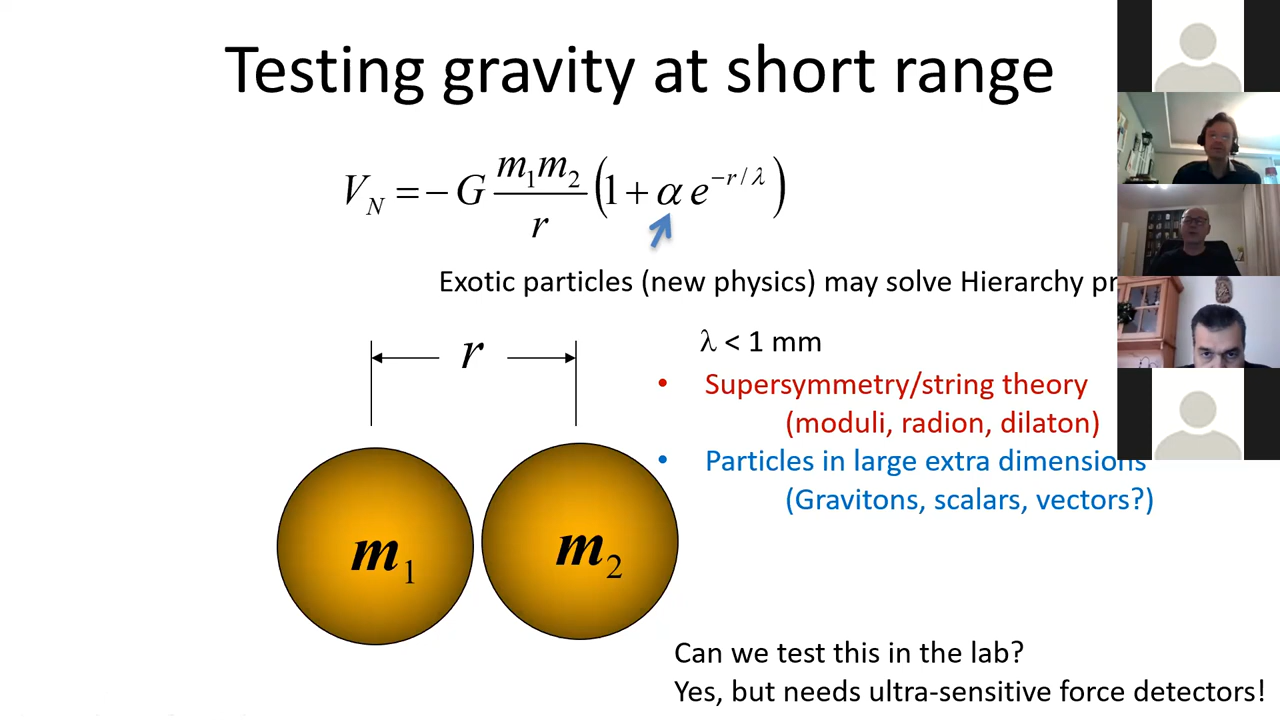 Testing gravity at short range
V_N = −G m₁m₂/r (1 + α e^{−r/λ})
Exotic particles (new physics) may solve Hierarchy
r
λ < 1 mm
• Supersymmetry/string theory
(moduli, radion, dilaton)
• Particles in large extra dimensions
(Gravitons, scalars, vectors?)
m₁
m₂
Can we test this in the lab?
Yes, but needs ultra-sensitive force detectors!